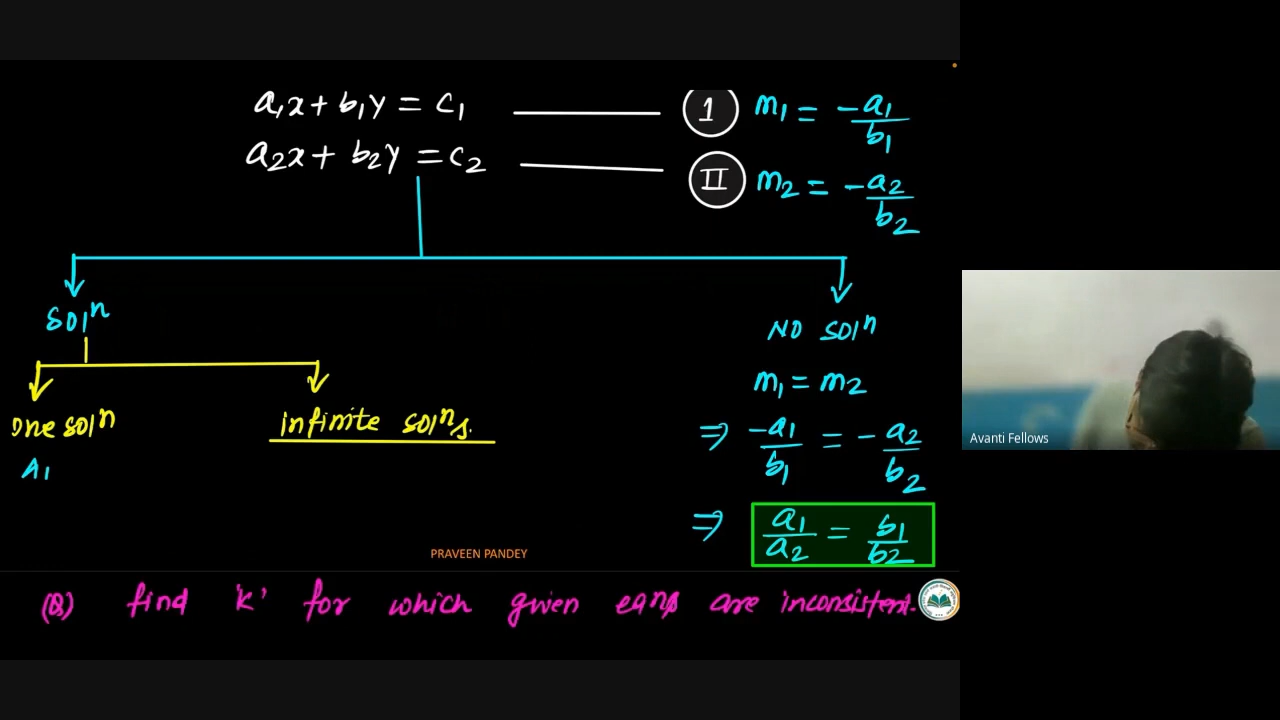 a₁x + b₁y = c₁ ——— I m₁ = -a₁/b₁
a₂x + b₂y = c₂ ——— II m₂ = -a₂/b₂
Solⁿ
No solⁿ
m₁ = m₂
One solⁿ
infinite solⁿs.
⇒ -a₁/b₁ = -a₂/b₂
A₁
⇒ a₁/a₂ = b₁/b₂
PRAVEEN PANDEY
(Q) find 'k' for which given eqns are inconsistent.
Avanti Fellows